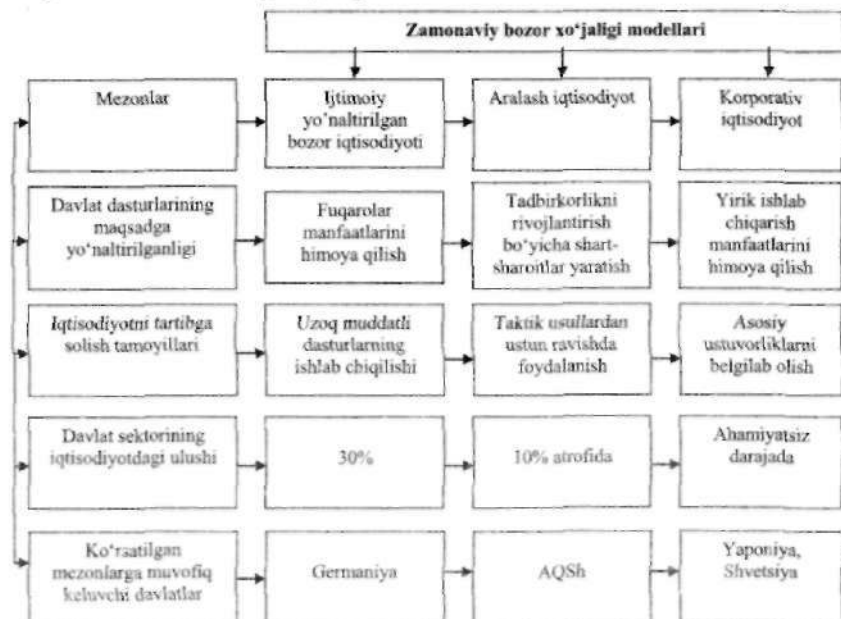 Zamonaviy bozor xo‘jaligi modellari
Mezonlar
Ijtimoiy
yo’naltirilgan
bozor iqtisodiyoti
Aralash iqtisodiyot
Korporativ
iqtisodiyot
Davlat dasturlarining
maqsadga
yo‘naltirilganligi
Fuqarolar
manfaatlarini
himoya qilish
Tadbirkorlikni
rivojlantirish
bo‘yicha shart-
sharoitlar yaratish
Yirik ishlab
chiqarish
manfaatlarini
himoya qilish
Iqtisodiyotni tartibga
solish tamoyillari
Uzoq muddatli
dasturlarning
ishlab chiqilishi
Taktik usullardan
ustun ravishda
foydalanish
Asosiy
ustuvorliklarni
belgilab olish
Davlat sektorining
iqtisodiyotdagi ulushi
30%
10% atrofida
Ahamiyatsiz
darajada
Ko‘rsatilgan
mezonlarga muvofiq
keluvchi davlatlar
Germaniya
AQSh
Yaponiya,
Shvetsiya